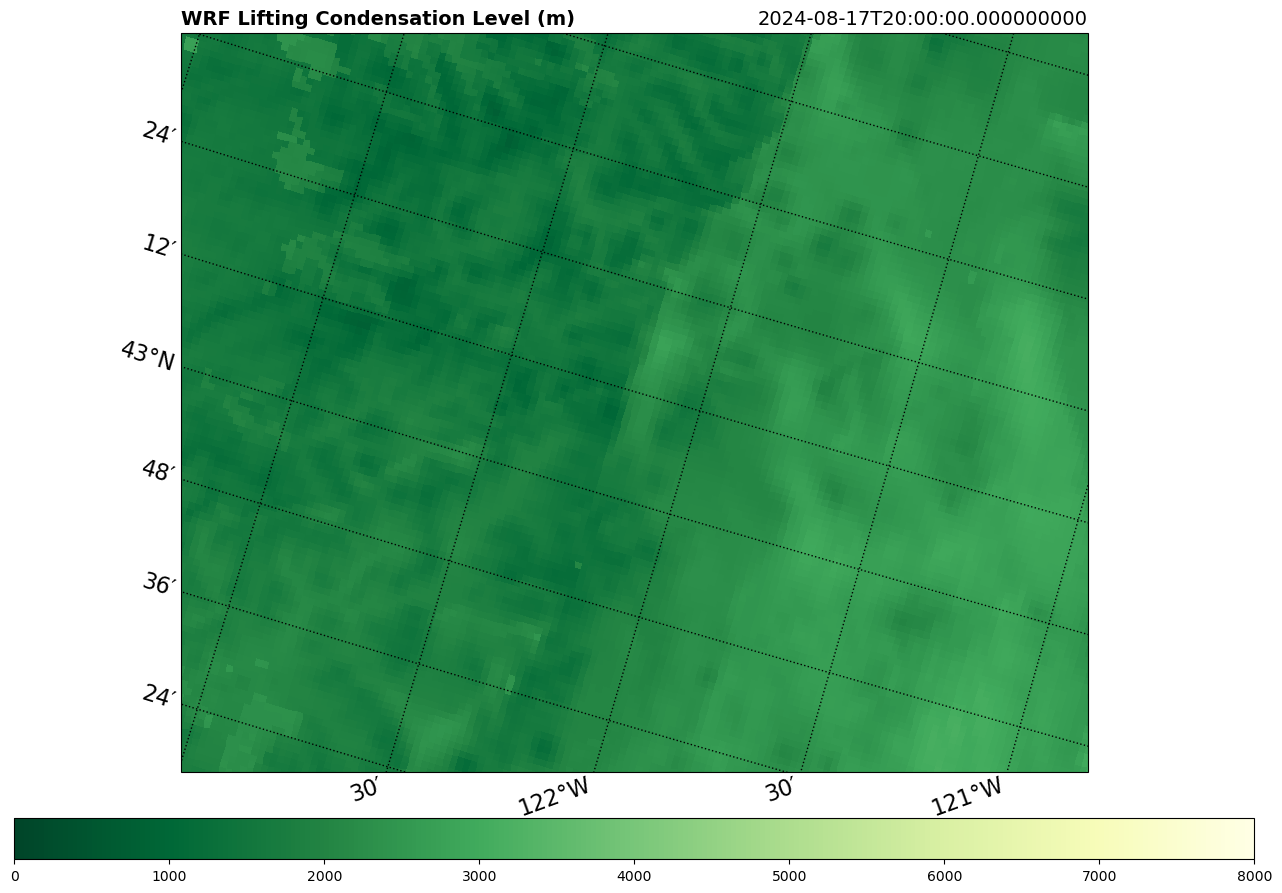 WRF Lifting Condensation Level (m) 2024-08-17T20:00:00.000000000
24′
12′
43°N
48′
36′
24′
30′ 122°W 30′ 121°W
0 1000 2000 3000 4000 5000 6000 7000 8000